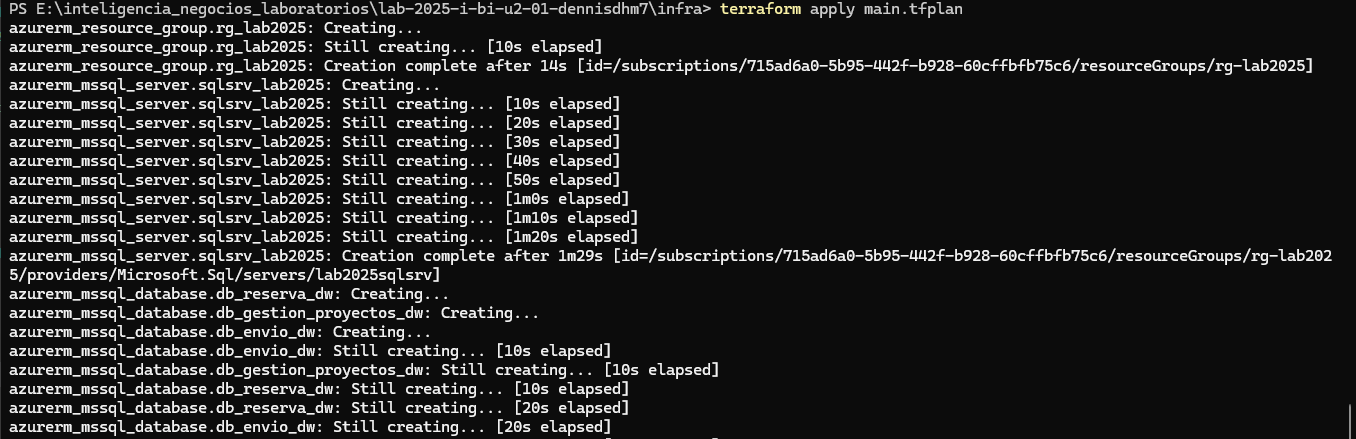 PS E:\inteligencia_negocios_laboratorios\lab-2025-i-bi-u2-01-dennisdhm7\infra> terraform apply main.tfplan
azurerm_resource_group.rg_lab2025: Creating...
azurerm_resource_group.rg_lab2025: Still creating... [10s elapsed]
azurerm_resource_group.rg_lab2025: Creation complete after 14s [id=/subscriptions/715ad6a0-5b95-442f-b928-60cffbfb75c6/resourceGroups/rg-lab2025]
azurerm_mssql_server.sqlsrv_lab2025: Creating...
azurerm_mssql_server.sqlsrv_lab2025: Still creating... [10s elapsed]
azurerm_mssql_server.sqlsrv_lab2025: Still creating... [20s elapsed]
azurerm_mssql_server.sqlsrv_lab2025: Still creating... [30s elapsed]
azurerm_mssql_server.sqlsrv_lab2025: Still creating... [40s elapsed]
azurerm_mssql_server.sqlsrv_lab2025: Still creating... [50s elapsed]
azurerm_mssql_server.sqlsrv_lab2025: Still creating... [1m0s elapsed]
azurerm_mssql_server.sqlsrv_lab2025: Still creating... [1m10s elapsed]
azurerm_mssql_server.sqlsrv_lab2025: Still creating... [1m20s elapsed]
azurerm_mssql_server.sqlsrv_lab2025: Creation complete after 1m29s [id=/subscriptions/715ad6a0-5b95-442f-b928-60cffbfb75c6/resourceGroups/rg-lab202
5/providers/Microsoft.Sql/servers/lab2025sqlsrv]
azurerm_mssql_database.db_reserva_dw: Creating...
azurerm_mssql_database.db_gestion_proyectos_dw: Creating...
azurerm_mssql_database.db_envio_dw: Creating...
azurerm_mssql_database.db_envio_dw: Still creating... [10s elapsed]
azurerm_mssql_database.db_gestion_proyectos_dw: Still creating... [10s elapsed]
azurerm_mssql_database.db_reserva_dw: Still creating... [10s elapsed]
azurerm_mssql_database.db_reserva_dw: Still creating... [20s elapsed]
azurerm_mssql_database.db_envio_dw: Still creating... [20s elapsed]